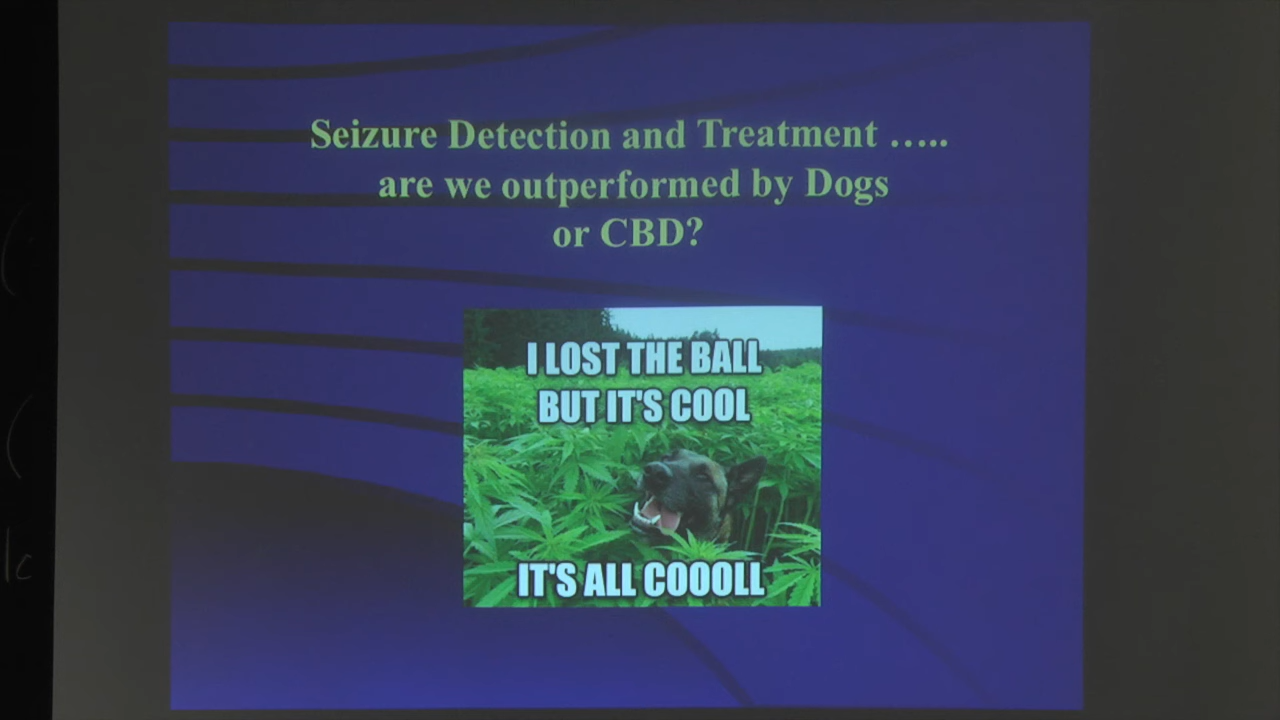 Seizure Detection and Treatment .....
are we outperformed by Dogs
or CBD?
I LOST THE BALL
BUT IT'S COOL
IT'S ALL COOOLL